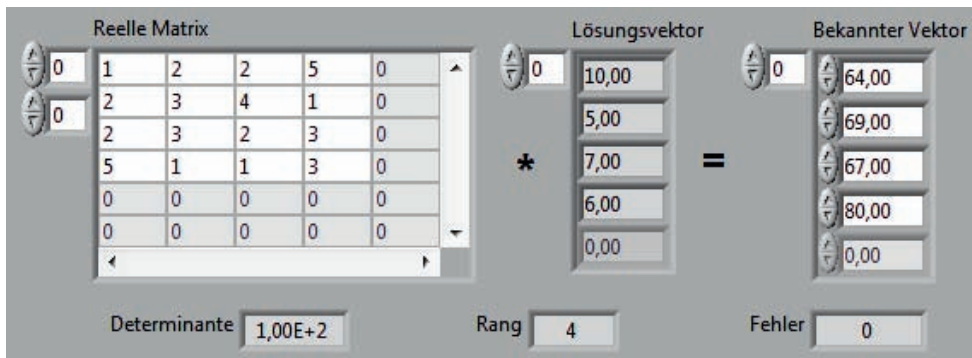 Reelle Matrix Lösungsvektor Bekannter Vektor
0 0 0
0
1 2 2 5 0 10,00 64,00
2 3 4 1 0 5,00 69,00
2 3 2 3 0 * 7,00 = 67,00
5 1 1 3 0 6,00 80,00
0 0 0 0 0 0,00 0,00
0 0 0 0 0
Determinante 1,00E+2 Rang 4 Fehler 0